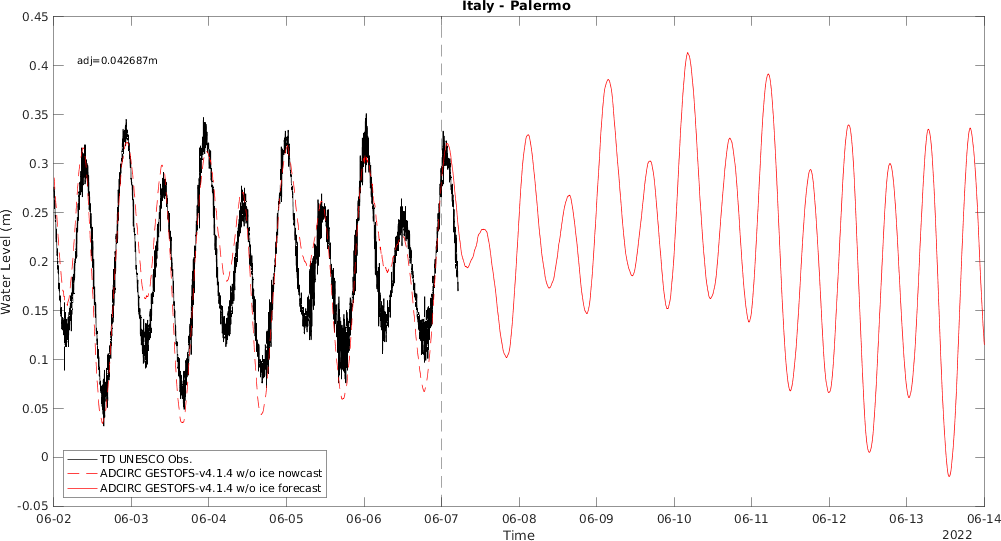 Italy - Palermo
0.45
0.4
0.35
0.3
0.25
0.2
0.15
0.1
0.05
0
-0.05
Water Level (m)
adj=0.042687m
TD UNESCO Obs.
ADCIRC GESTOFS-v4.1.4 w/o ice nowcast
ADCIRC GESTOFS-v4.1.4 w/o ice forecast
06-02 06-03 06-04 06-05 06-06 06-07 06-08 06-09 06-10 06-11 06-12 06-13 06-14
Time
2022